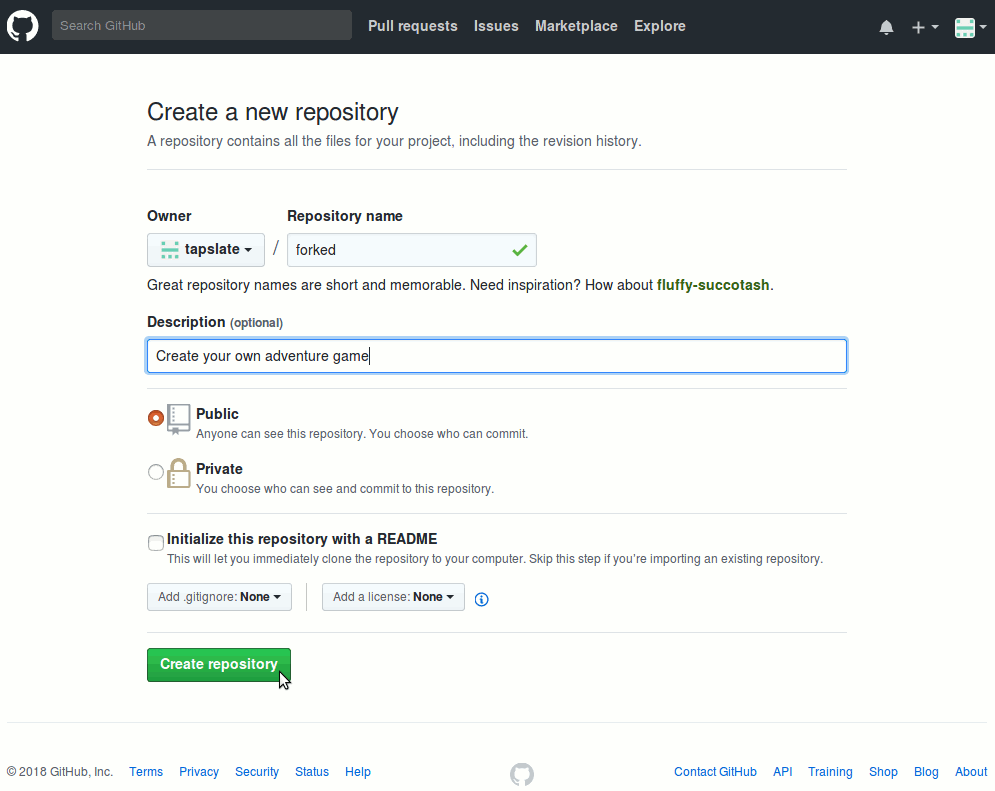 Search GitHub Pull requests Issues Marketplace Explore
Create a new repository
A repository contains all the files for your project, including the revision history.
Owner Repository name
tapslate / forked
Great repository names are short and memorable. Need inspiration? How about fluffy-succotash.
Description (optional)
Create your own adventure game
Public
Anyone can see this repository. You choose who can commit.
Private
You choose who can see and commit to this repository.
Initialize this repository with a README
This will let you immediately clone the repository to your computer. Skip this step if you’re importing an existing repository.
Add .gitignore: None Add a license: None
Create repository
© 2018 GitHub, Inc. Terms Privacy Security Status Help Contact GitHub API Training Shop Blog About